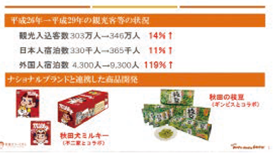 平成26年→平成29年の観光客等の状況
観光入込客数 303万人→346万人 14%↑
日本人宿泊数 330千人→365千人 11%↑
外国人宿泊数 4,300人→9,300人 119%↑
ナショナルブランドと連携した商品開発
秋田の枝豆
(ギンビスとコラボ)
秋田犬ミルキー
(不二家とコラボ)